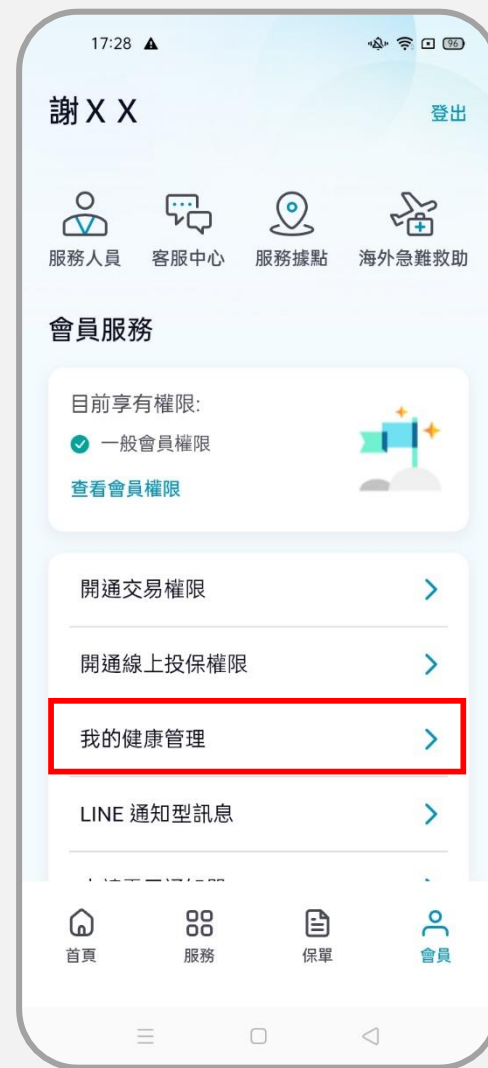 17:28
96
謝ＸＸ
登出
服務人員 客服中心 服務據點 海外急難救助
會員服務
目前享有權限:
一般會員權限
查看會員權限
開通交易權限
開通線上投保權限
我的健康管理
LINE 通知型訊息
首頁 服務 保單 會員